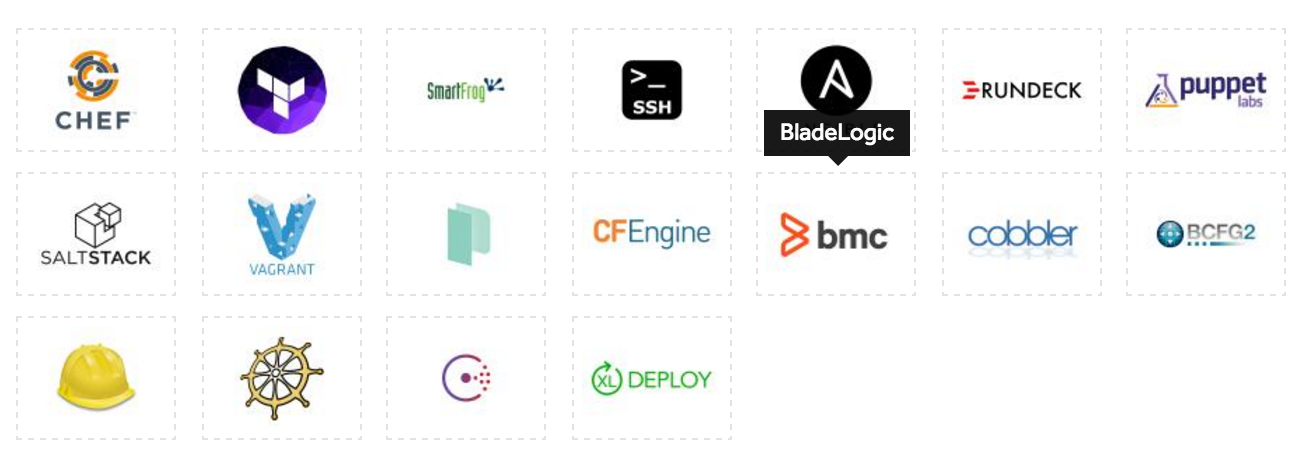 CHEF
SmartFrog
>_
SSH
RUNDECK
puppet
labs
BladeLogic
SALTSTACK
VAGRANT
CFEngine
bmc
cobbler
BCFG2
XL DEPLOY